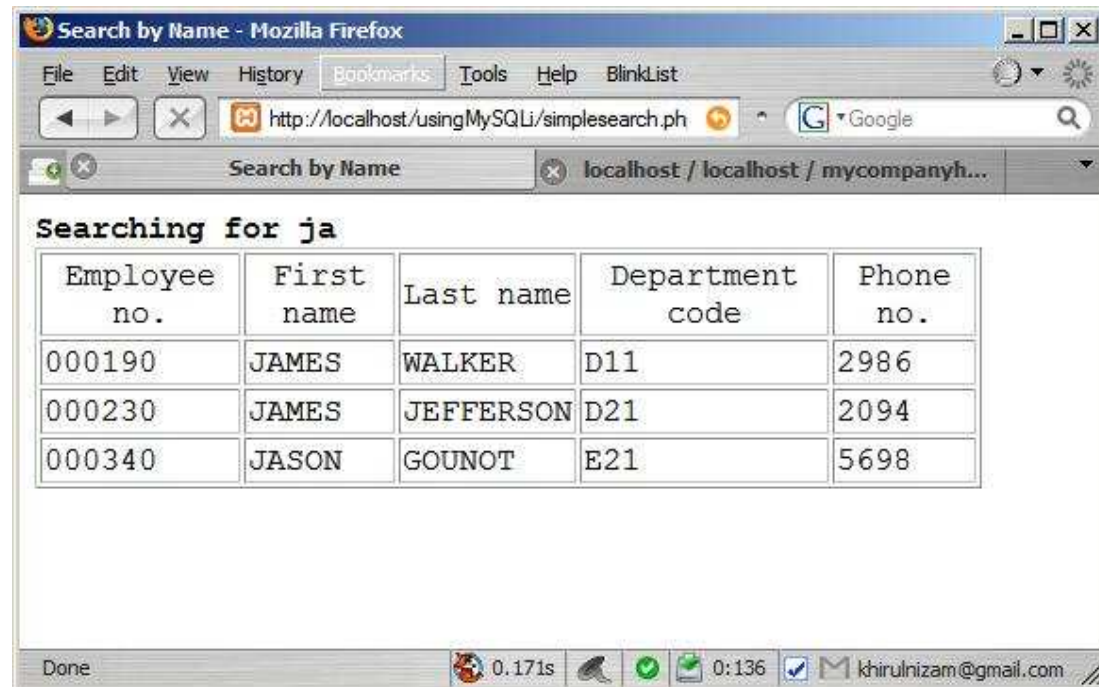 Search by Name - Mozilla Firefox
File Edit View History Bookmarks Tools Help BlinkList
http://localhost/usingMySQLi/simplesearch.ph G Google
Search by Name localhost / localhost / mycompanyh...
Searching for ja
Employee no. First name Last name Department code Phone no.
000190 JAMES WALKER D11 2986
000230 JAMES JEFFERSON D21 2094
000340 JASON GOUNOT E21 5698
Done 0.171s 0:136 khirulnizam@gmail.com